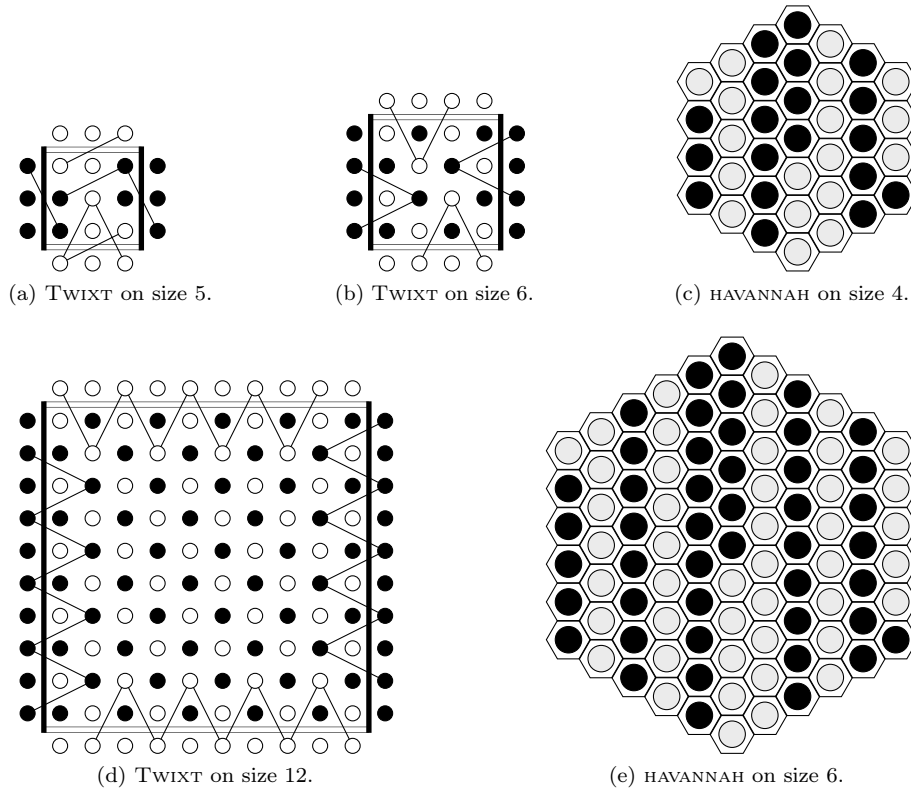 (a) TWIXT on size 5.
(b) TWIXT on size 6.
(c) HAVANNAH on size 4.
(d) TWIXT on size 12.
(e) HAVANNAH on size 6.